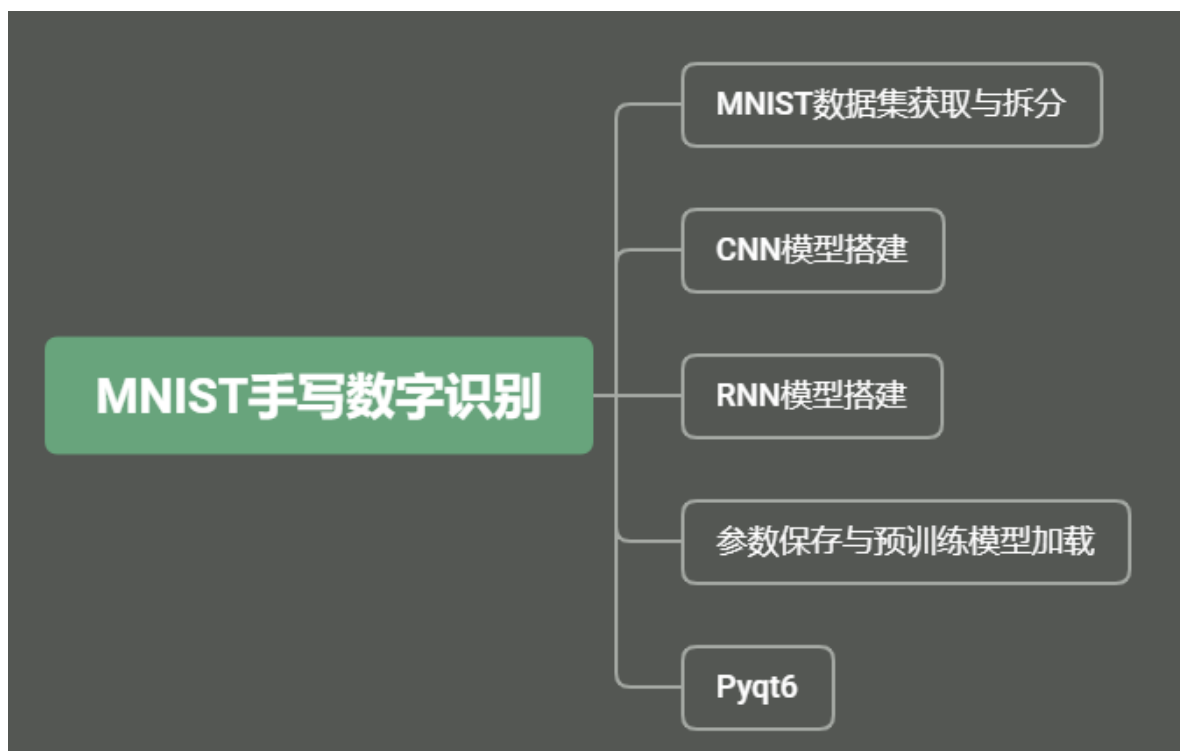 MNIST手写数字识别
MNIST数据集获取与拆分
CNN模型搭建
RNN模型搭建
参数保存与预训练模型加载
Pyqt6